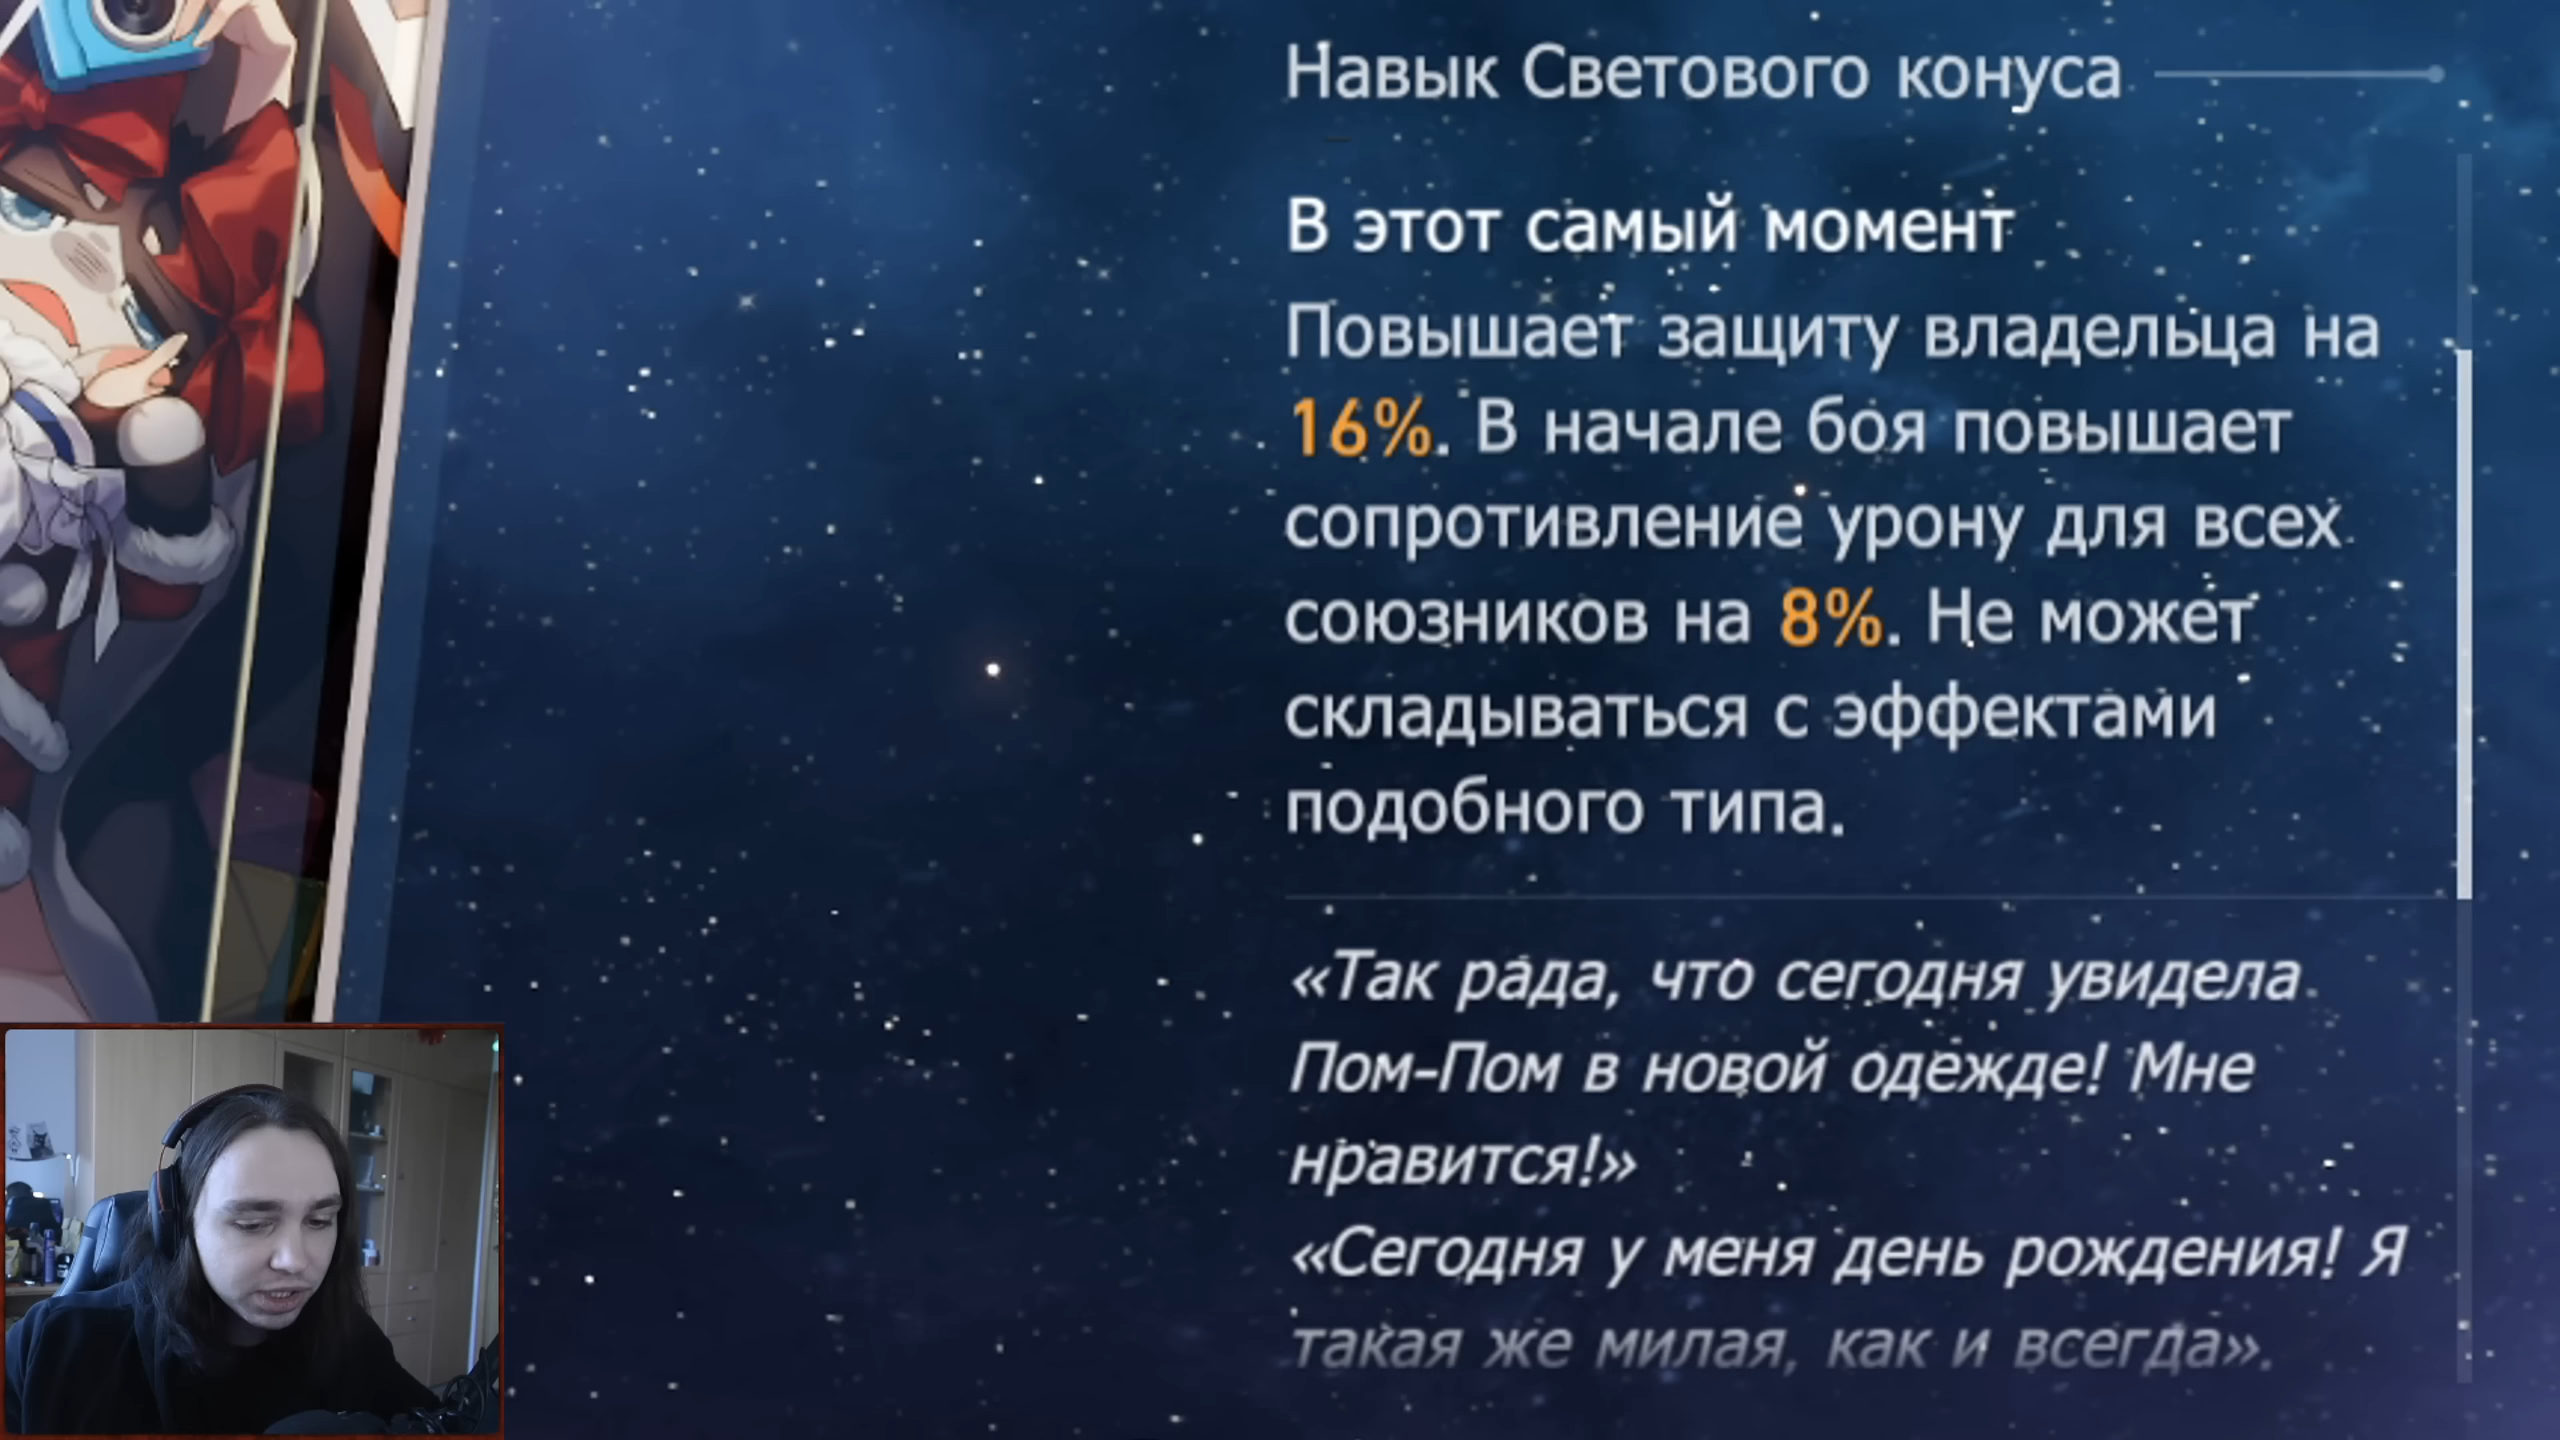 Навык Светового конуса
В этот самый момент
Повышает защиту владельца на
16%. В начале боя повышает
сопротивление урону для всех
союзников на 8%. Не может
складываться с эффектами
подобного типа.
«Так рада, что сегодня увидела
Пом-Пом в новой одежде! Мне
нравится!»
«Сегодня у меня день рождения! Я
такая же милая, как и всегда».